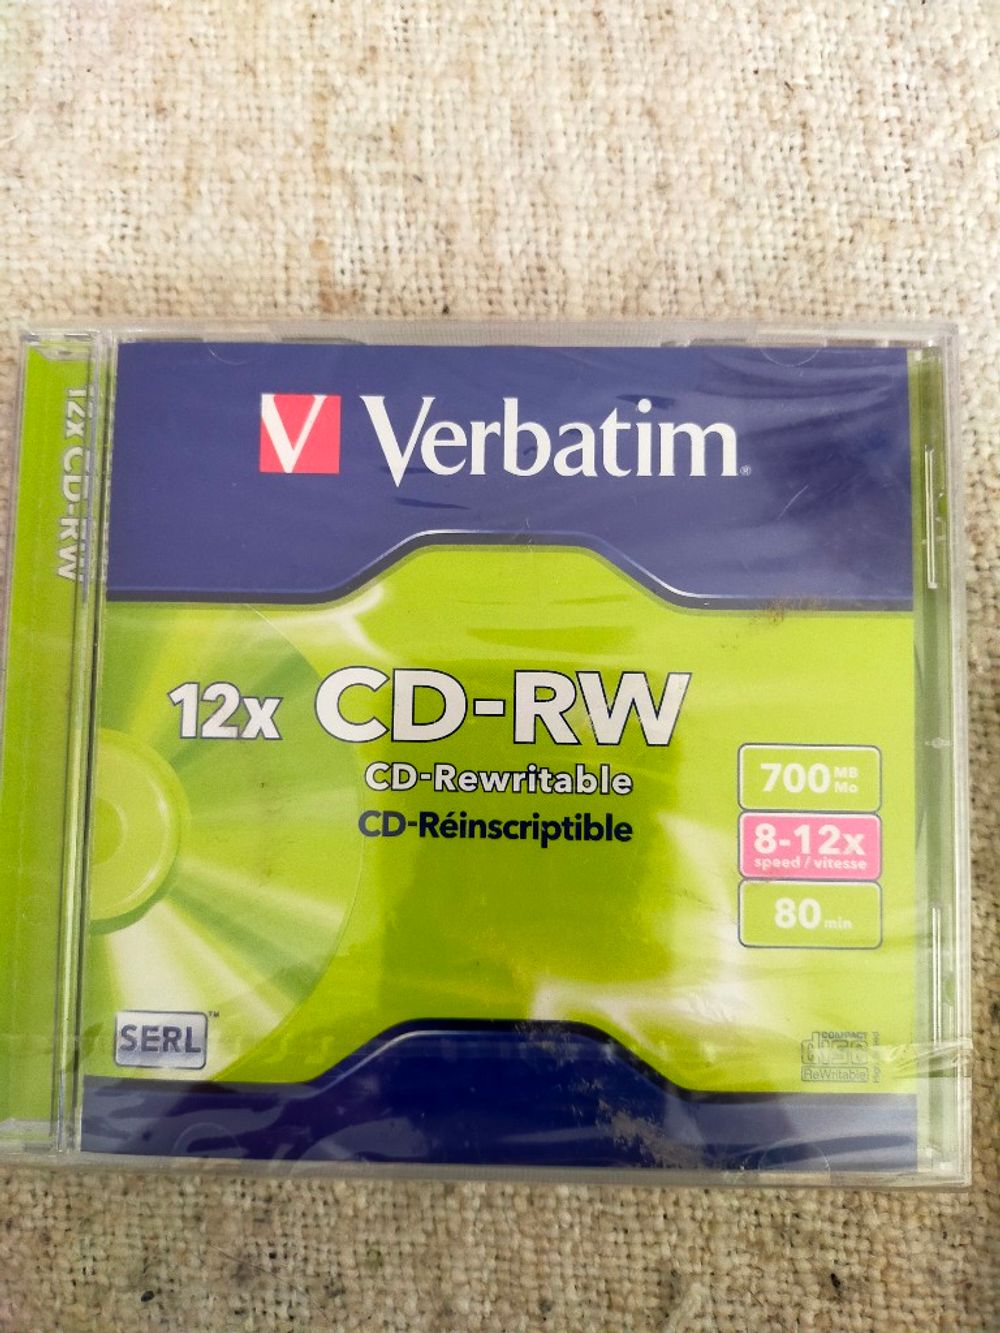 12x CD-RW
V Verbatim®
12x CD-RW
CD-Rewritable
CD-Réinscriptible
700 MB
Mo
8-12x
speed / vitesse
80 min
SERL™
COMPACT
disc
ReWritable